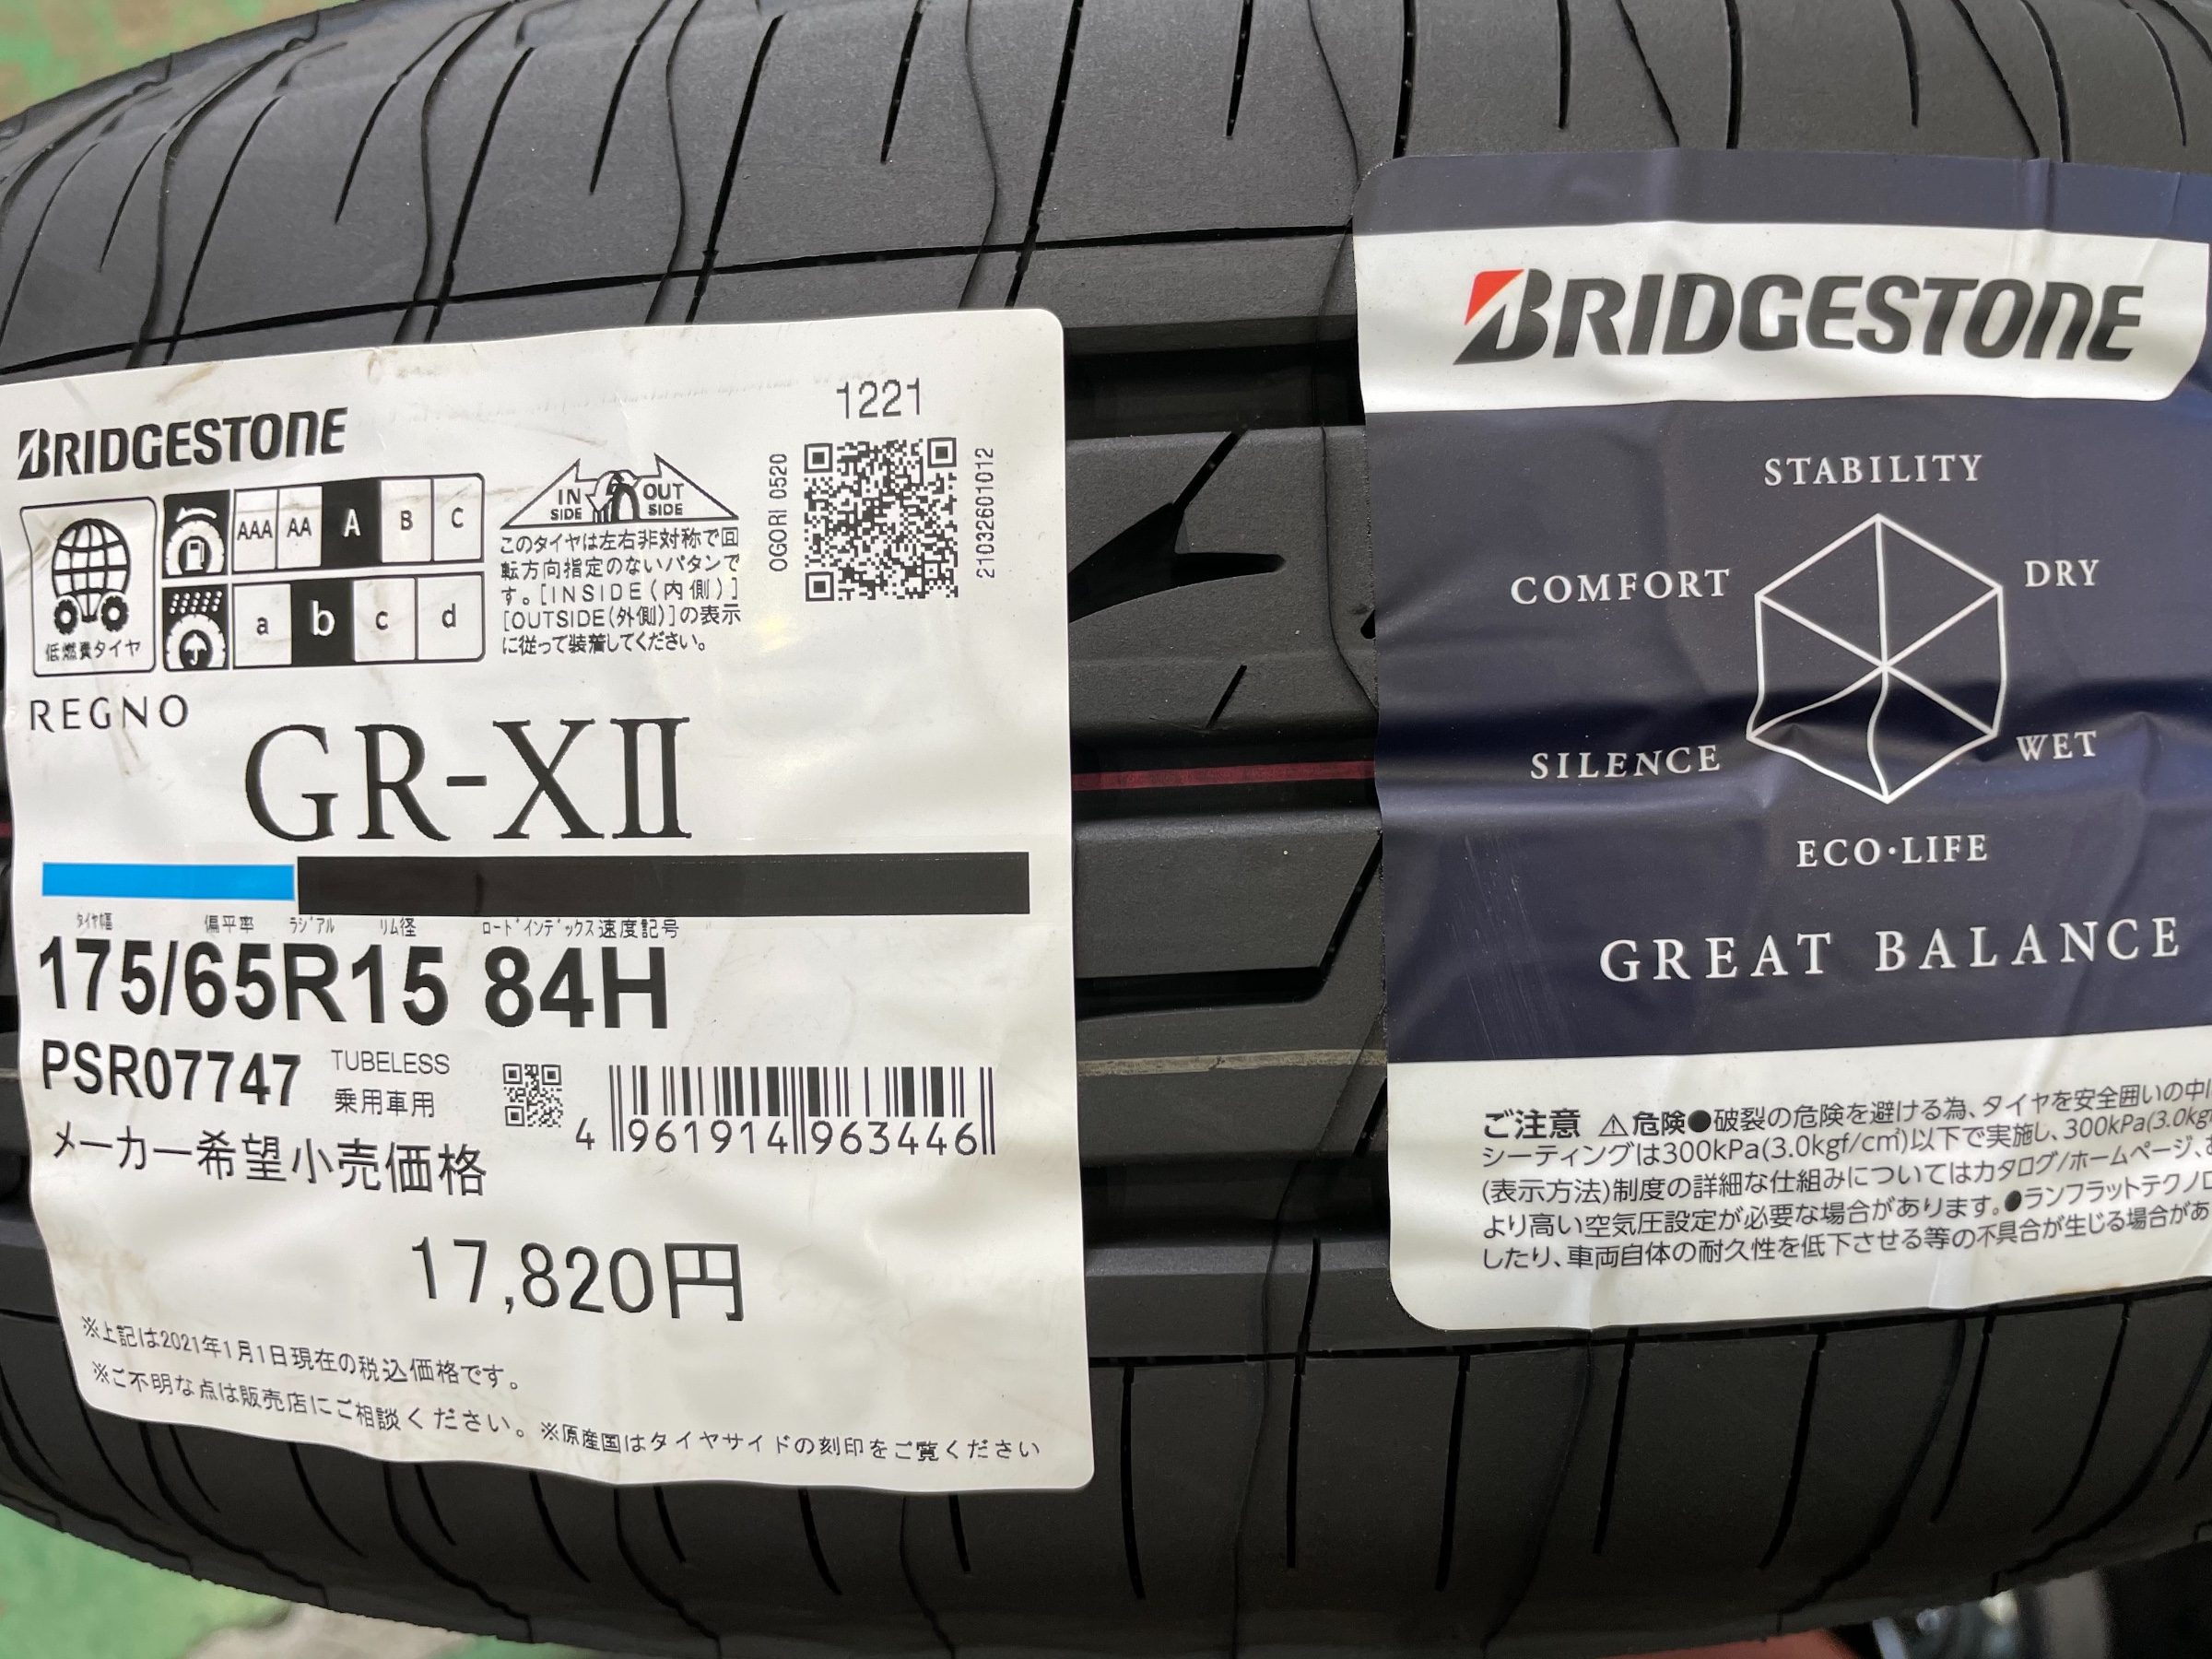 BRIDGESTONE
1221
OGORI 0520
2103260​1012
AAA AA A B C
a b c d
低燃費タイヤ
IN SIDE OUT SIDE
このタイヤは左右非対称で回
転方向指定のないパタンで
す。[INSIDE(内側)]
[OUTSIDE(外側)]の表示
に従って装着してください。
REGNO
GR-XII
タイヤ幅 偏平率 ラジアル リム径 ロードインデックス 速度記号
175/65R15 84H
PSR07747 TUBELESS
乗用車用
4 961914 963446
メーカー希望小売価格
17,820円
※上記は2021年1月1日現在の税込価格です。
※ご不明な点は販売店にご相談ください。※原産国はタイヤサイドの刻印をご覧ください
BRIDGESTONE
STABILITY
COMFORT DRY
SILENCE WET
ECO・LIFE
GREAT BALANCE
ご注意 ⚠危険●破裂の危険を避ける為、タイヤを安全囲いの中
シーティングは300kPa(3.0kgf/c㎡)以下で実施し、300kPa(3.0kg
(表示方法)制度の詳細な仕組みについてはカタログ/ホームページ、
より高い空気圧設定が必要な場合があります。●ランフラットテクノロ
したり、車両自体の耐久性を低下させる等の不具合が生じる場合があ